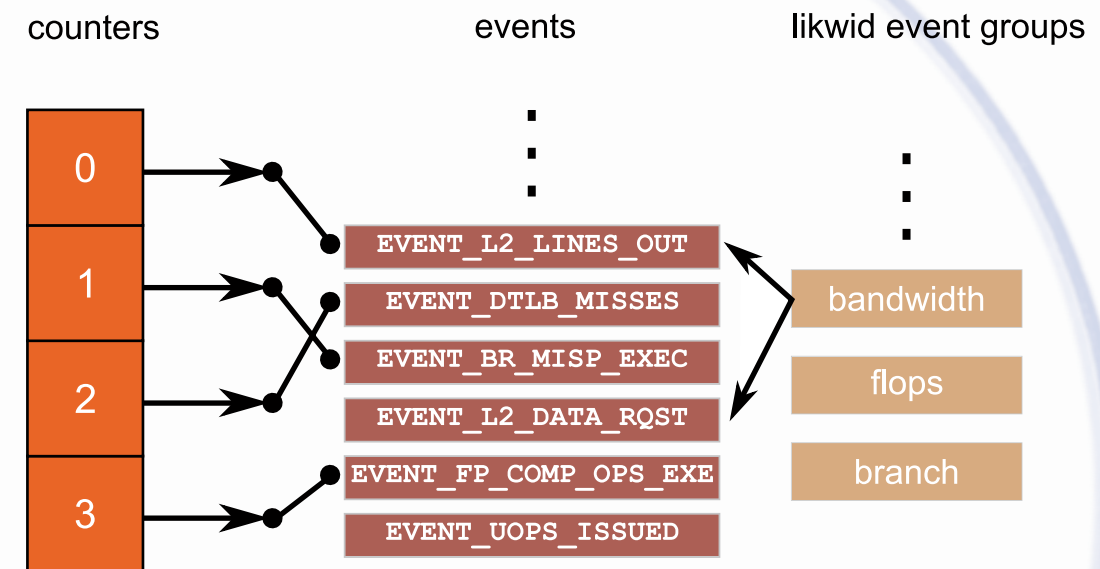 counters
events
likwid event groups
0
1
2
3
EVENT_L2_LINES_OUT
EVENT_DTLB_MISSES
EVENT_BR_MISP_EXEC
EVENT_L2_DATA_RQST
EVENT_FP_COMP_OPS_EXE
EVENT_UOPS_ISSUED
bandwidth
flops
branch